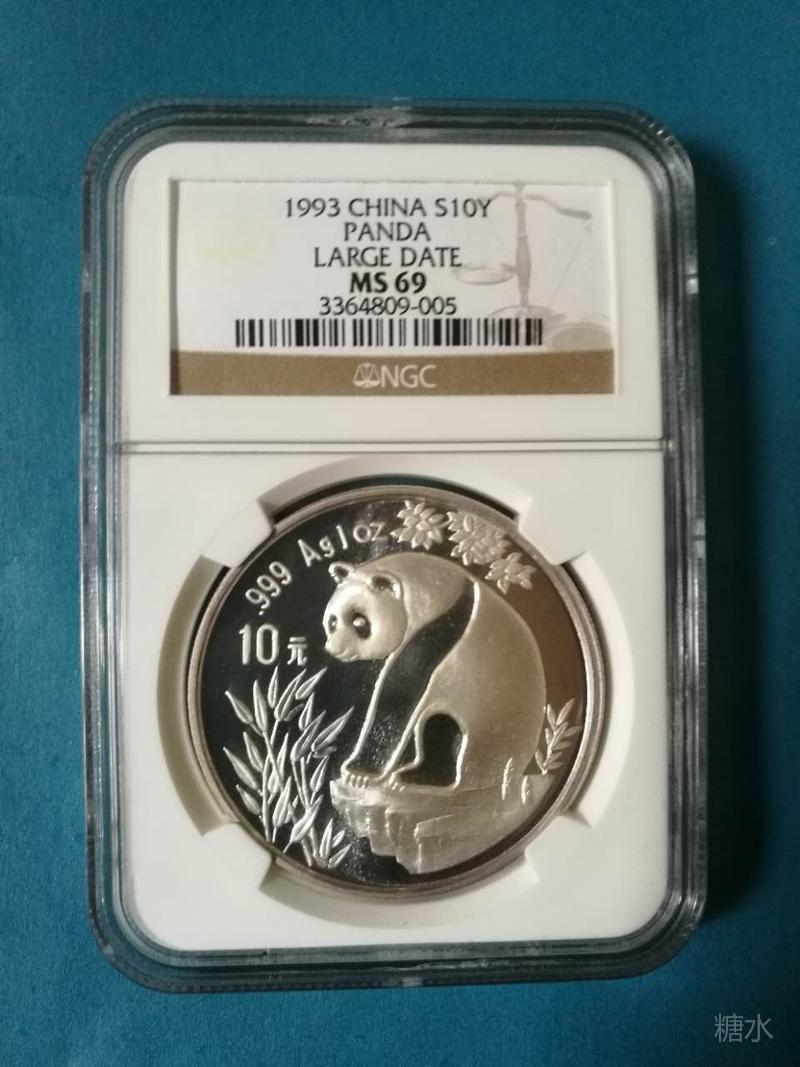 1993 CHINA S10Y
PANDA
LARGE DATE
MS 69
3364809-005
NGC
.999 Ag 1 oz
10元
糖水